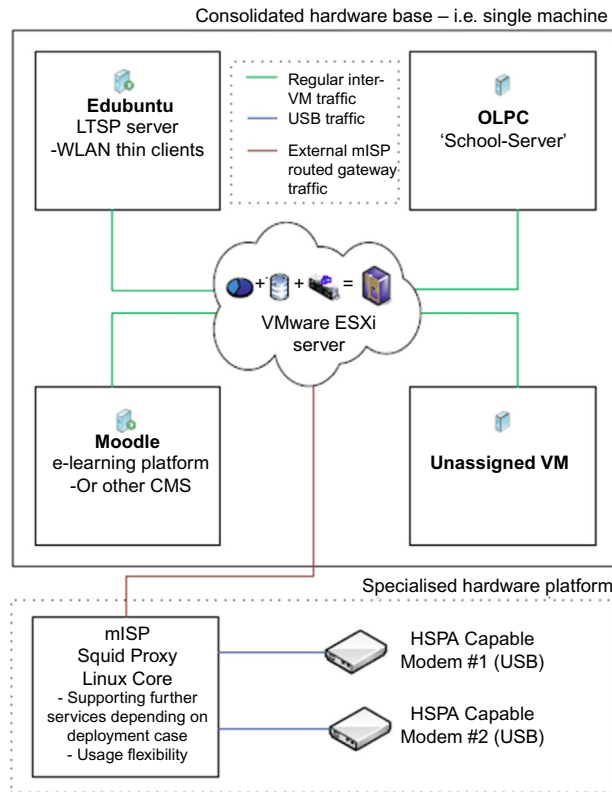 Consolidated hardware base – i.e. single machine
Edubuntu
LTSP server
-WLAN thin clients
Regular inter-
VM traffic
USB traffic
External mISP
routed gateway
traffic
OLPC
‘School-Server’
+ + =
VMware ESXi
server
Moodle
e-learning platform
-Or other CMS
Unassigned VM
Specialised hardware platform
mISP
Squid Proxy
Linux Core
- Supporting further
services depending on
deployment case
- Usage flexibility
HSPA Capable
Modem #1 (USB)
HSPA Capable
Modem #2 (USB)